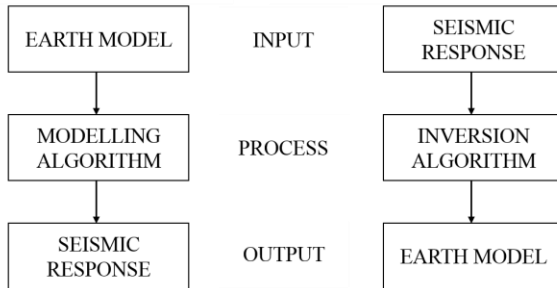 EARTH MODEL
INPUT
SEISMIC
RESPONSE
MODELLING
ALGORITHM
PROCESS
INVERSION
ALGORITHM
SEISMIC
RESPONSE
OUTPUT
EARTH MODEL